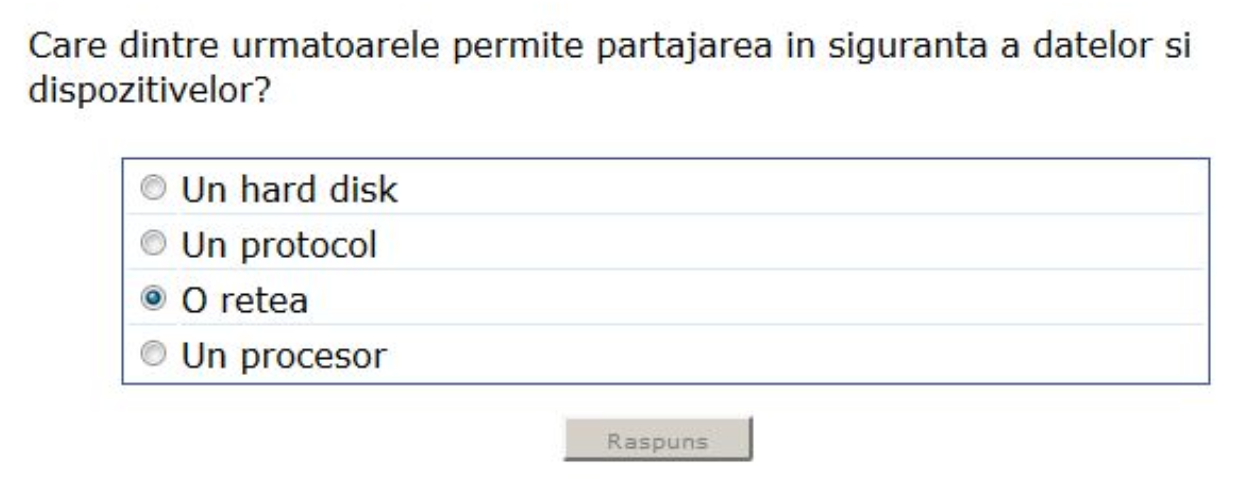 Care dintre urmatoarele permite partajarea in siguranta a datelor si
dispozitivelor?
Un hard disk
Un protocol
O retea
Un procesor
Raspuns